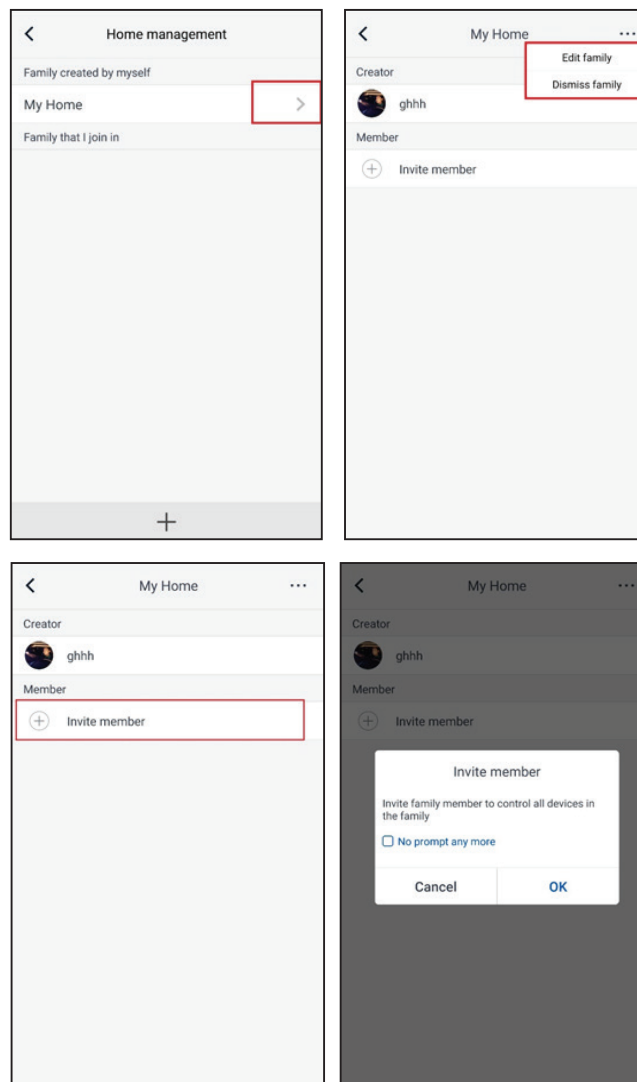 Home management
Family created by myself
My Home
Family that I join in
My Home
Edit family
Dismiss family
Creator
ghhh
Member
Invite member
My Home
Creator
ghhh
Member
Invite member
My Home
Creator
ghhh
Member
Invite member
Invite member
Invite family member to control all devices in
the family
No prompt any more
Cancel OK